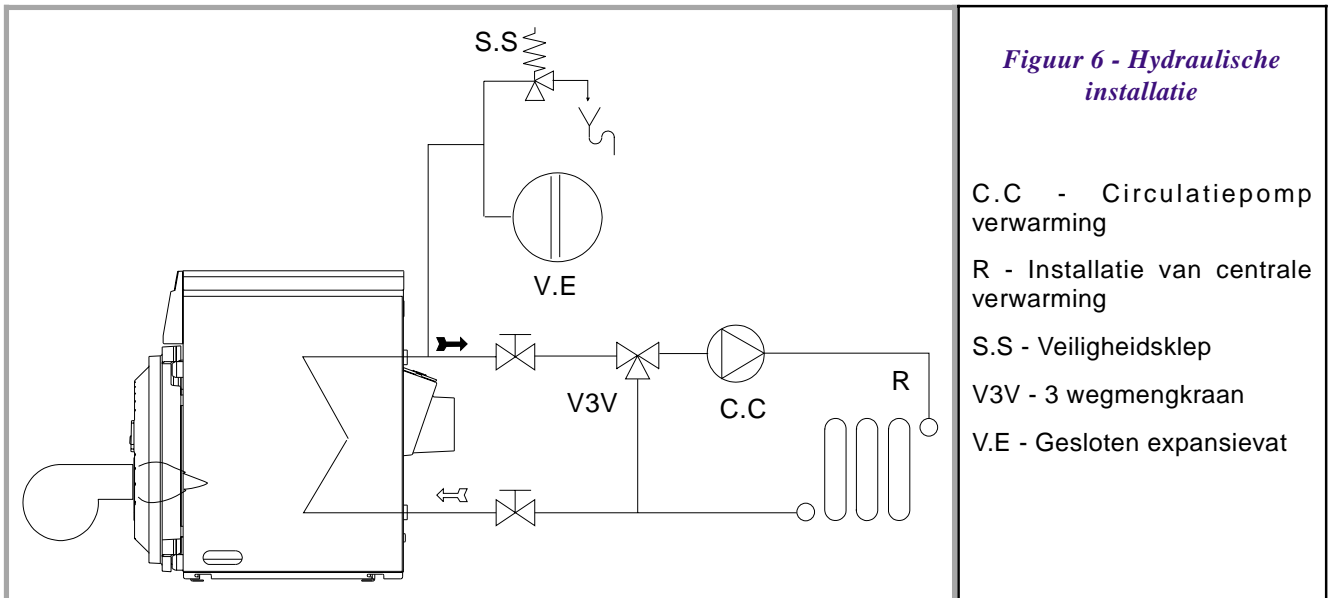 S.S
V.E
V3V
C.C
R
Figuur 6 - Hydraulische
installatie
C.C - Circulatiepomp
verwarming
R - Installatie van centrale
verwarming
S.S - Veiligheidsklep
V3V - 3 wegmengkraan
V.E - Gesloten expansievat